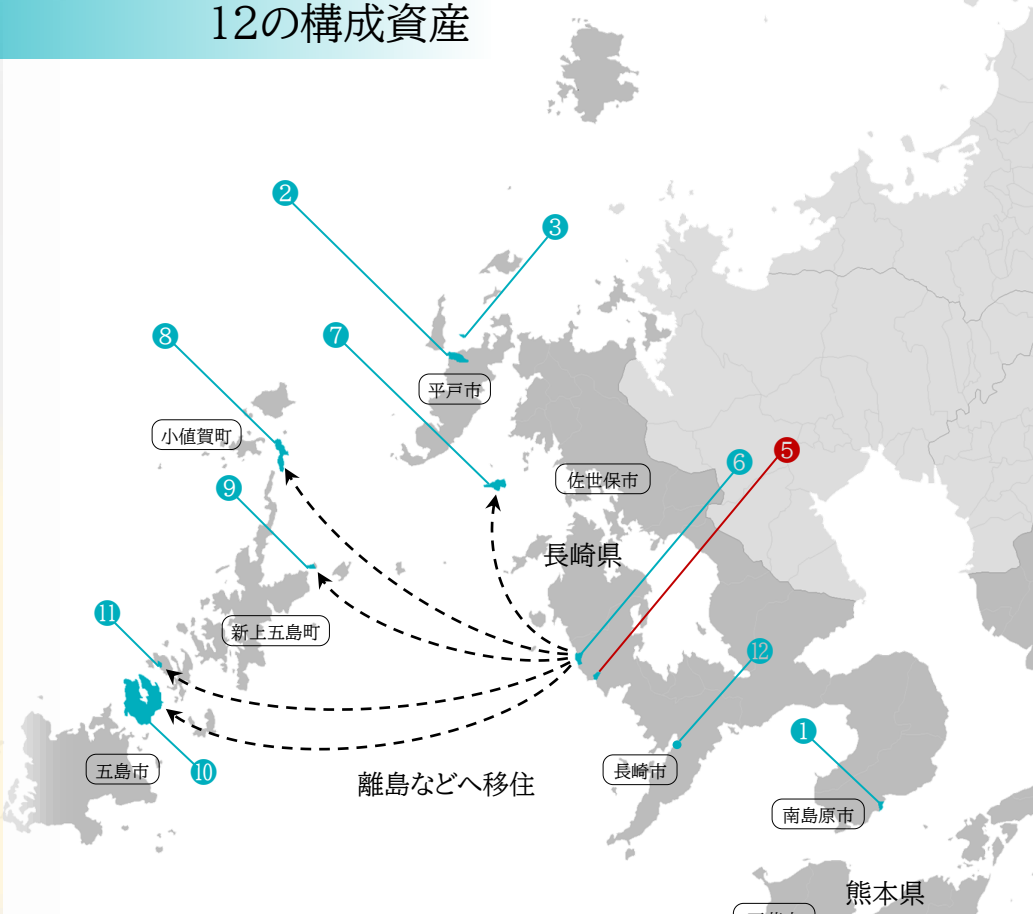 12の構成資産
②
③
⑧
⑦
平戸市
小値賀町
⑥
⑤
佐世保市
⑨
長崎県
⑪
新上五島町
⑫
①
五島市
⑩
離島などへ移住
長崎市
南島原市
熊本県